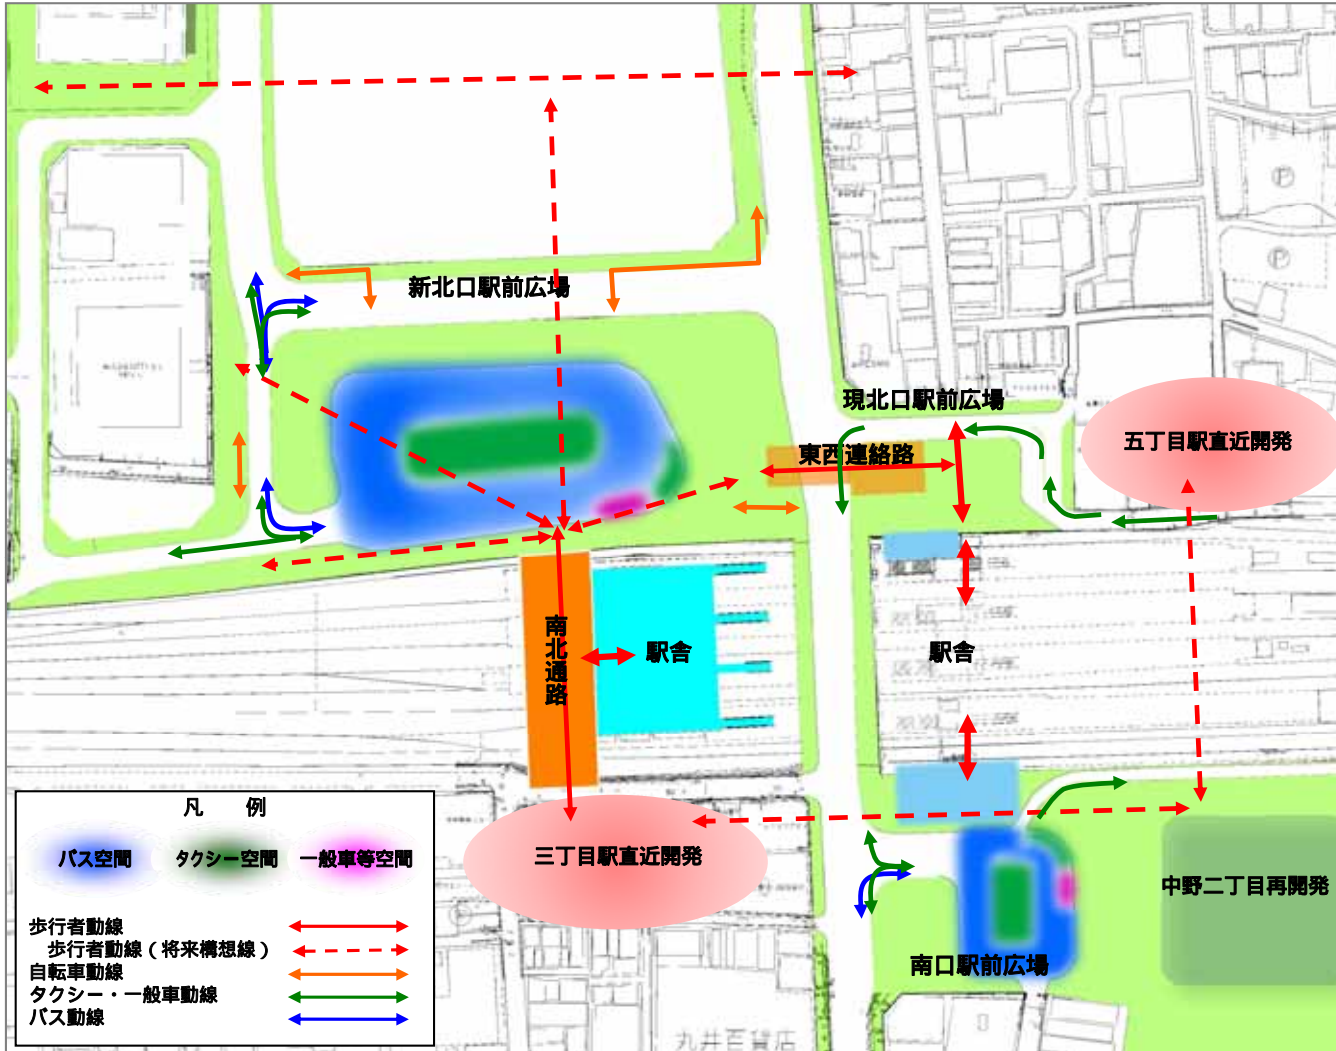 新北口駅前広場
現北口駅前広場
五丁目駅直近開発
東西連絡路
南北通路
駅舎
駅舎
三丁目駅直近開発
中野二丁目再開発
南口駅前広場
丸井百貨店
P
P
凡 例
バス空間
タクシー空間
一般車等空間
歩行者動線
歩行者動線(将来構想線)
自転車動線
タクシー・一般車動線
バス動線